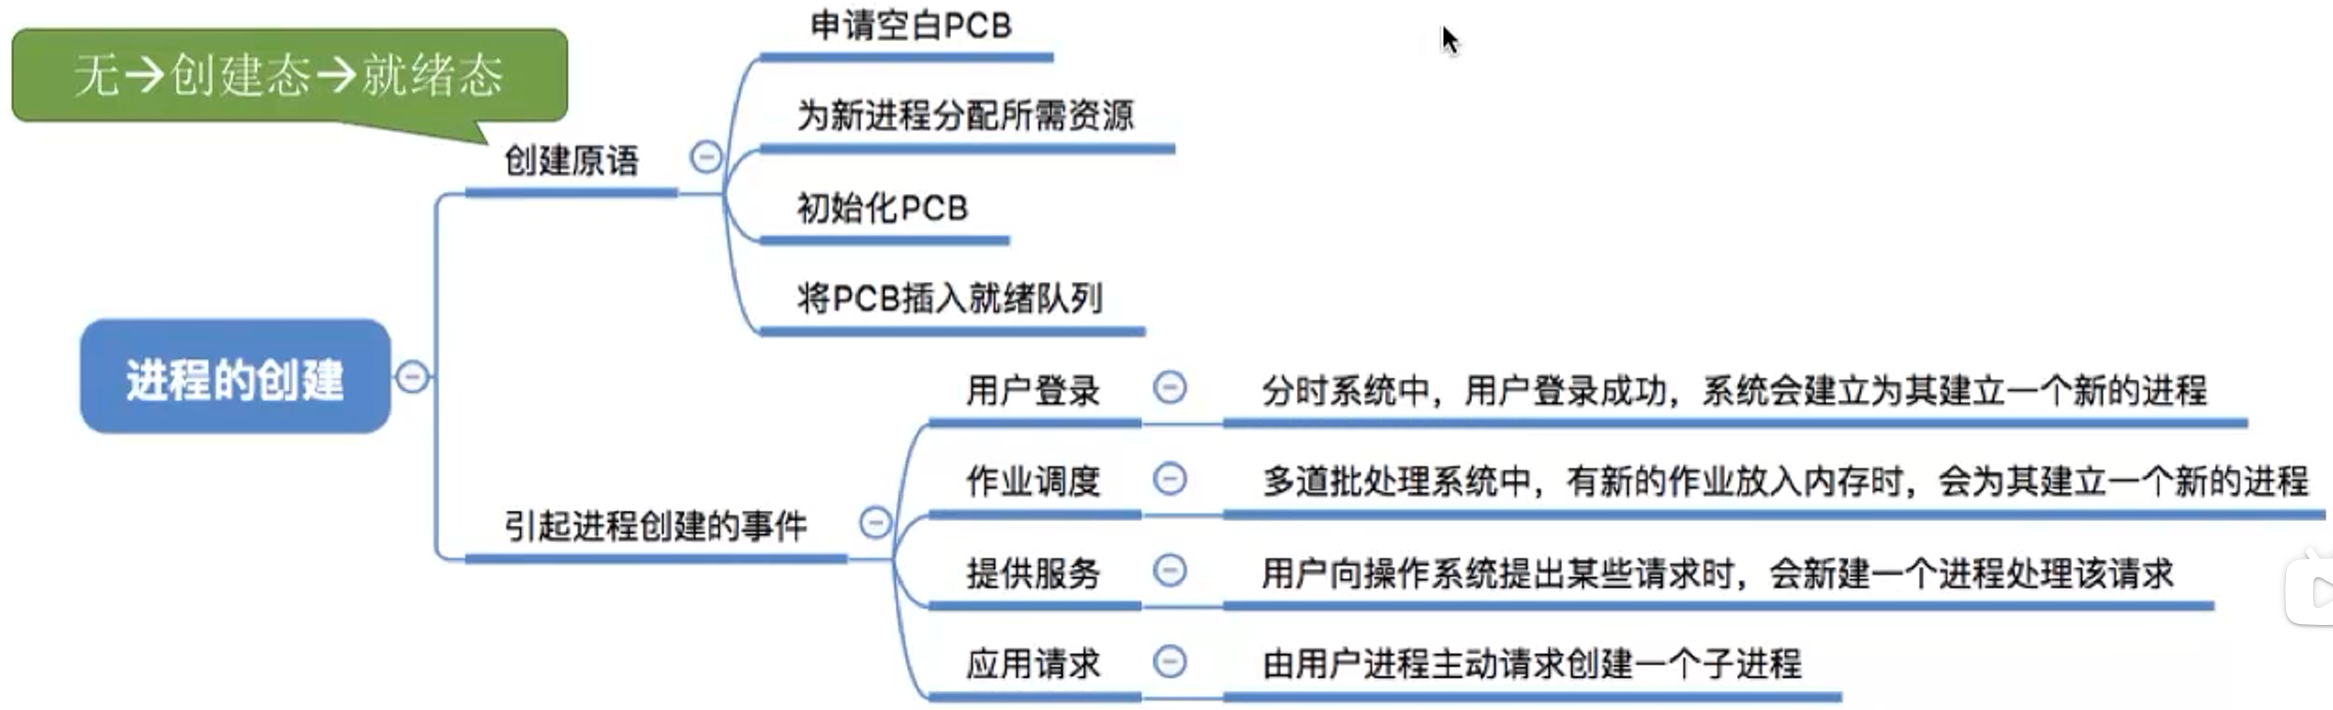 申请空白PCB
无→创建态→就绪态
为新进程分配所需资源
创建原语
初始化PCB
将PCB插入就绪队列
进程的创建
用户登录
分时系统中，用户登录成功，系统会建立为其建立一个新的进程
作业调度
多道批处理系统中，有新的作业放入内存时，会为其建立一个新的进程
引起进程创建的事件
提供服务
用户向操作系统提出某些请求时，会新建一个进程处理该请求
应用请求
由用户进程主动请求创建一个子进程